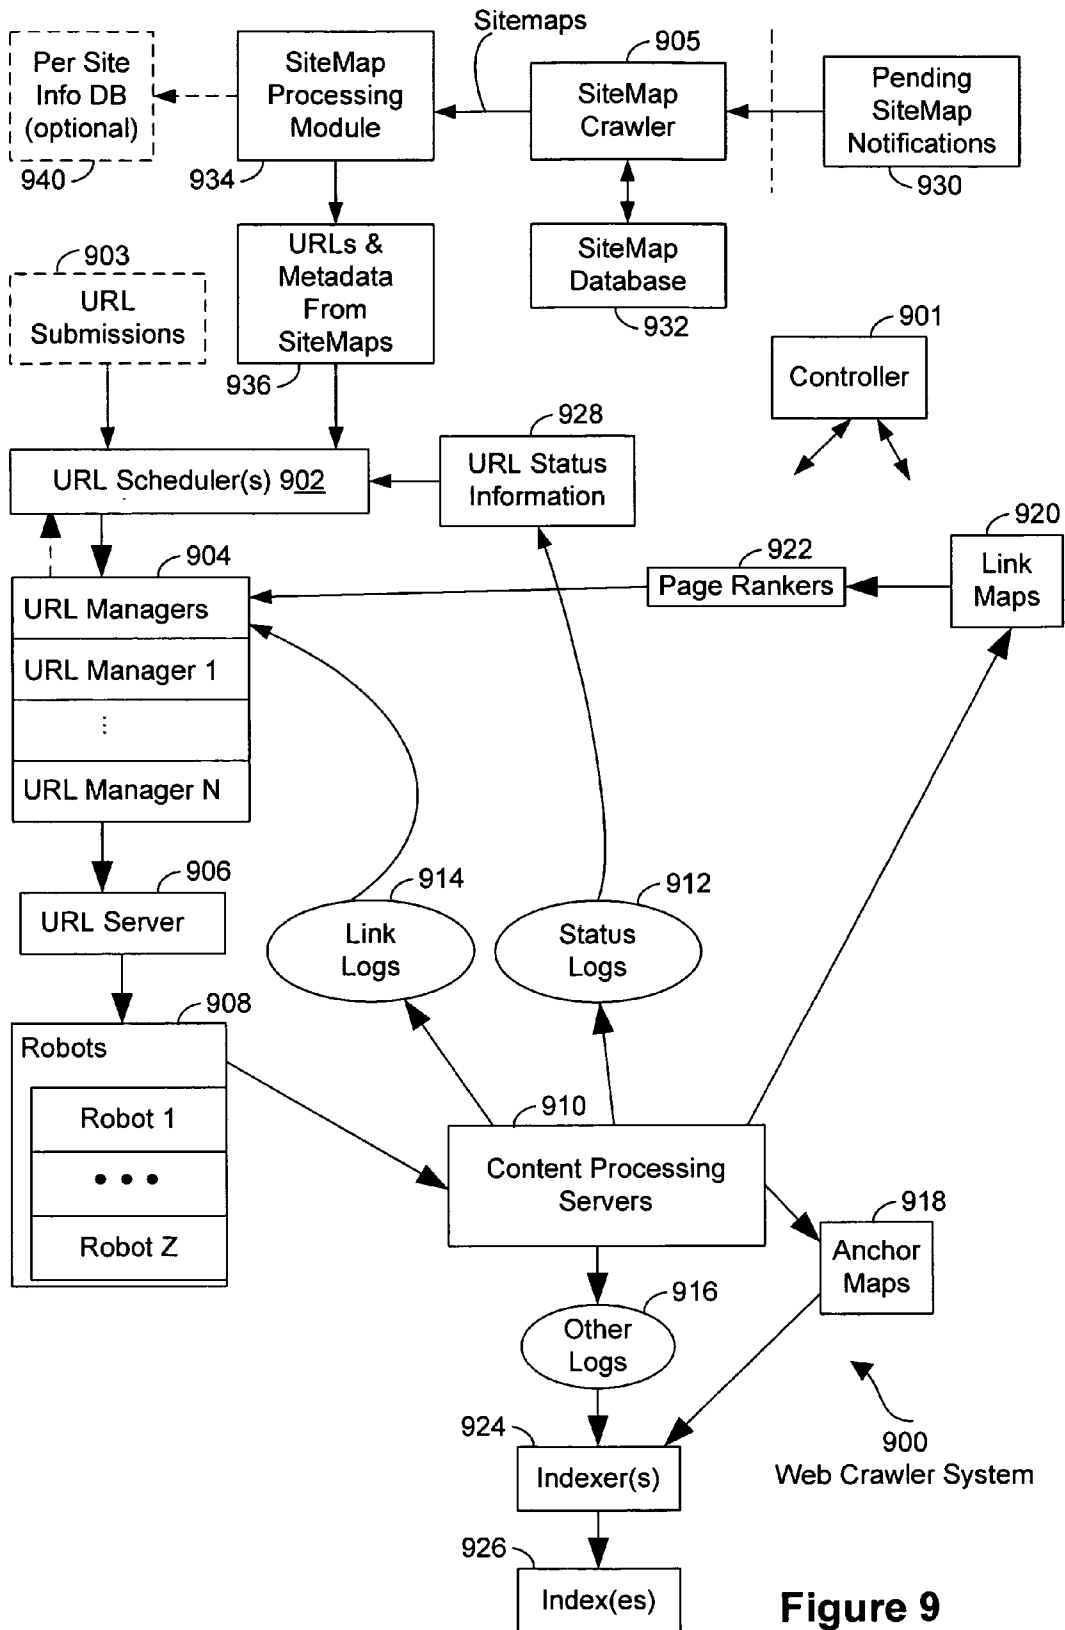 Sitemaps
Per Site
Info DB
(optional)
940
SiteMap
Processing
Module
934
905
SiteMap
Crawler
Pending
SiteMap
Notifications
930
903
URL
Submissions
URLs &
Metadada
From
SiteMaps
936
SiteMap
Database
932
901
Controller
928
URL Status
Information
URL Scheduler(s) 902
904
URL Managers
URL Manager 1
⋮
URL Manager N
922
Page Rankers
920
Link
Maps
906
URL Server
914
Link
Logs
912
Status
Logs
908
Robots
Robot 1
• • •
Robot Z
910
Content Processing
Servers
918
Anchor
Maps
916
Other
Logs
924
Indexer(s)
900
Web Crawler System
926
Index(es)
Figure 9